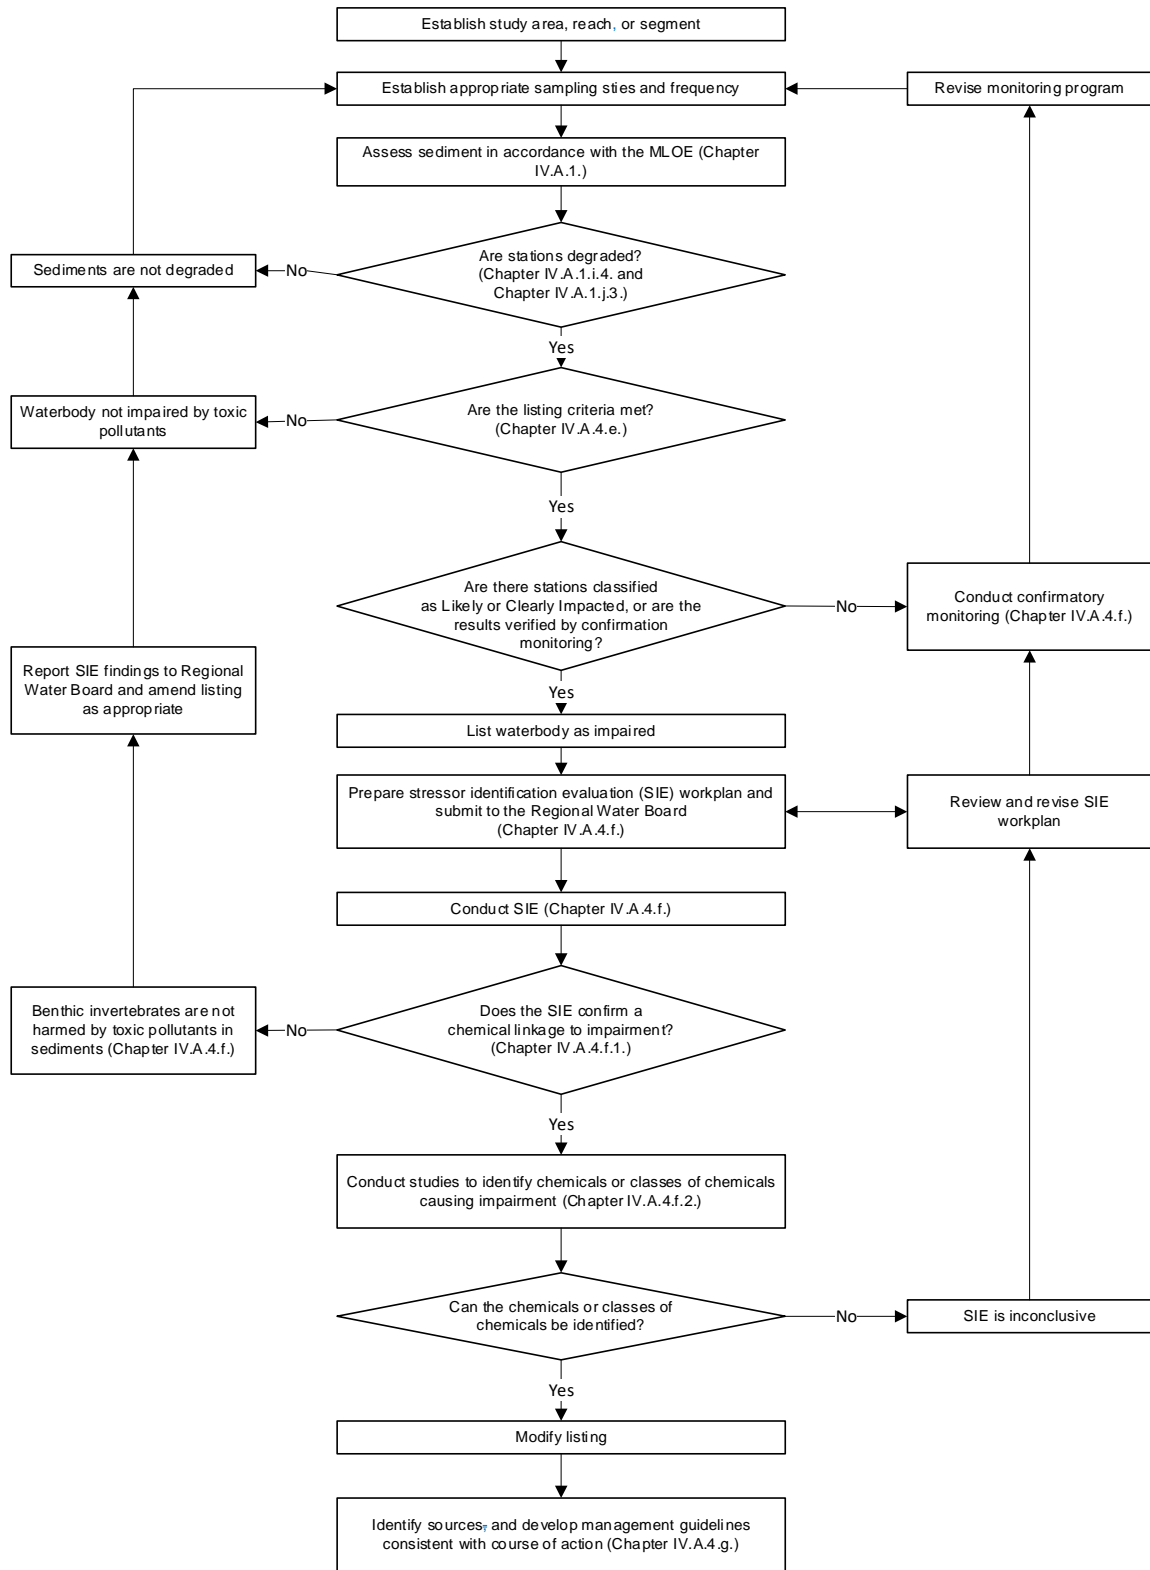 Establish study area, reach, or segment
Establish appropriate sampling sties and frequency
Revise monitoring program
Assess sediment in accordance with the MLOE (Chapter
IV.A.1.)
Are stations degraded?
(Chapter IV.A.1.i.4. and
Chapter IV.A.1.j.3.)
No
Sediments are not degraded
Yes
Are the listing criteria met?
(Chapter IV.A.4.e.)
No
Waterbody not impaired by toxic
pollutants
Yes
Are there stations classified
as Likely or Clearly Impacted, or are the
results verified by confirmation
monitoring?
No
Conduct confirmatory
monitoring (Chapter IV.A.4.f.)
Report SIE findings to Regional
Water Board and amend listing
as appropriate
Yes
List waterbody as impaired
Prepare stressor identification evaluation (SIE) workplan and
submit to the Regional Water Board
(Chapter IV.A.4.f.)
Review and revise SIE
workplan
Conduct SIE (Chapter IV.A.4.f.)
Does the SIE confirm a
chemical linkage to impairment?
(Chapter IV.A.4.f.1.)
No
Benthic invertebrates are not
harmed by toxic pollutants in
sediments (Chapter IV.A.4.f.)
Yes
Conduct studies to identify chemicals or classes of chemicals
causing impairment (Chapter IV.A.4.f.2.)
Can the chemicals or classes of
chemicals be identified?
No
SIE is inconclusive
Yes
Modify listing
Identify sources, and develop management guidelines
consistent with course of action (Chapter IV.A.4.g.)